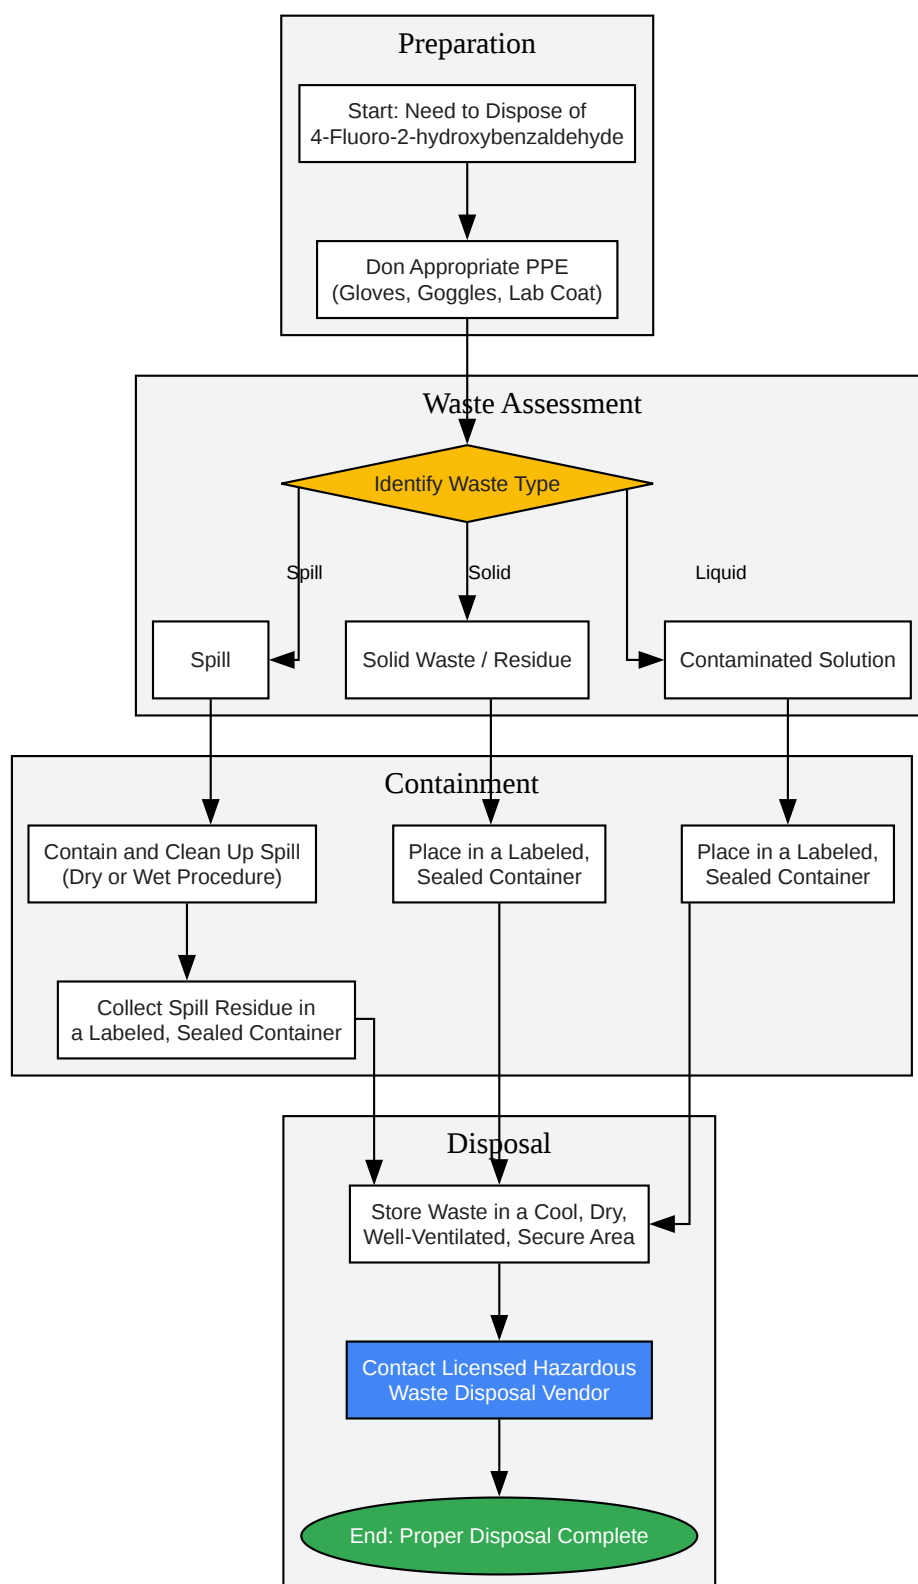 Preparation
Start: Need to Dispose of
4-Fluoro-2-hydroxybenzaldehyde
Don Appropriate PPE
(Gloves, Goggles, Lab Coat)
Waste Assessment
Identify Waste Type
Spill
Solid
Liquid
Spill
Solid Waste / Residue
Contaminated Solution
Containment
Contain and Clean Up Spill
(Dry or Wet Procedure)
Place in a Labeled,
Sealed Container
Place in a Labeled,
Sealed Container
Collect Spill Residue in
a Labeled, Sealed Container
Disposal
Store Waste in a Cool, Dry,
Well-Ventilated, Secure Area
Contact Licensed Hazardous
Waste Disposal Vendor
End: Proper Disposal Complete